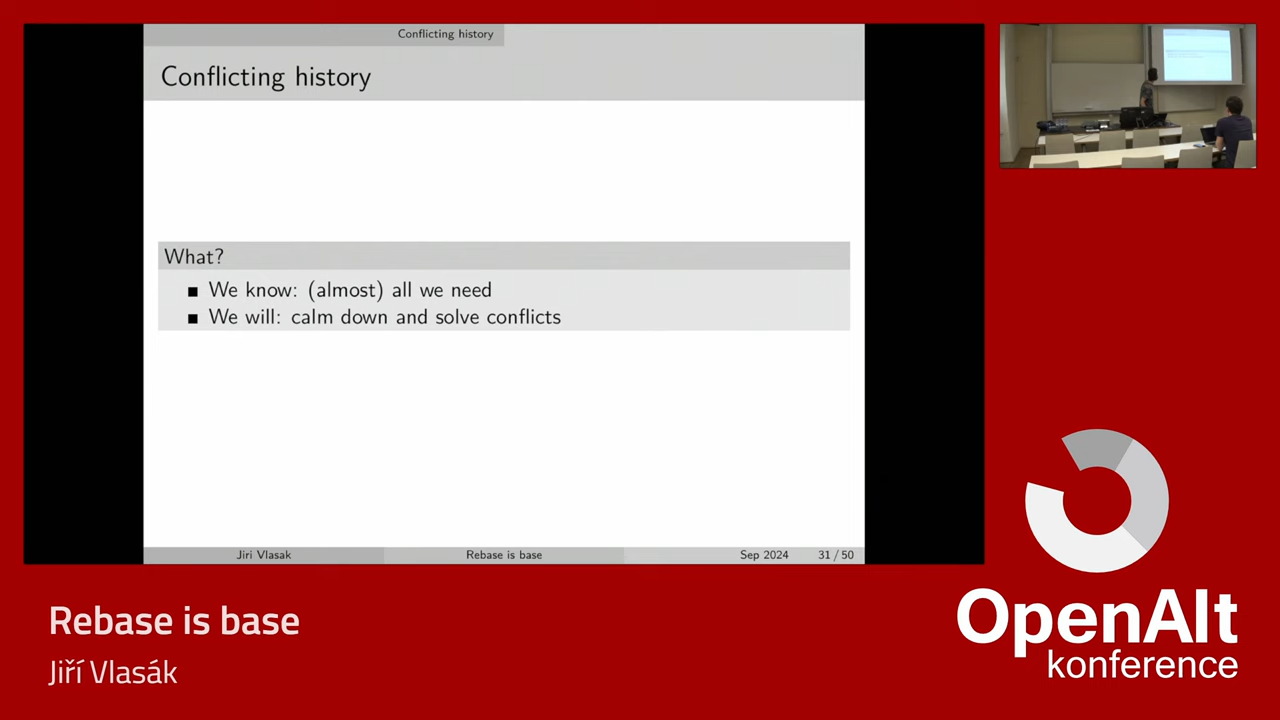 Conflicting history
Conflicting history
What?
We know: (almost) all we need
We will: calm down and solve conflicts
Jiri Vlasak Rebase is base Sep 2024 31 / 50
Rebase is base
Jiří Vlasák
OpenAlt
konference